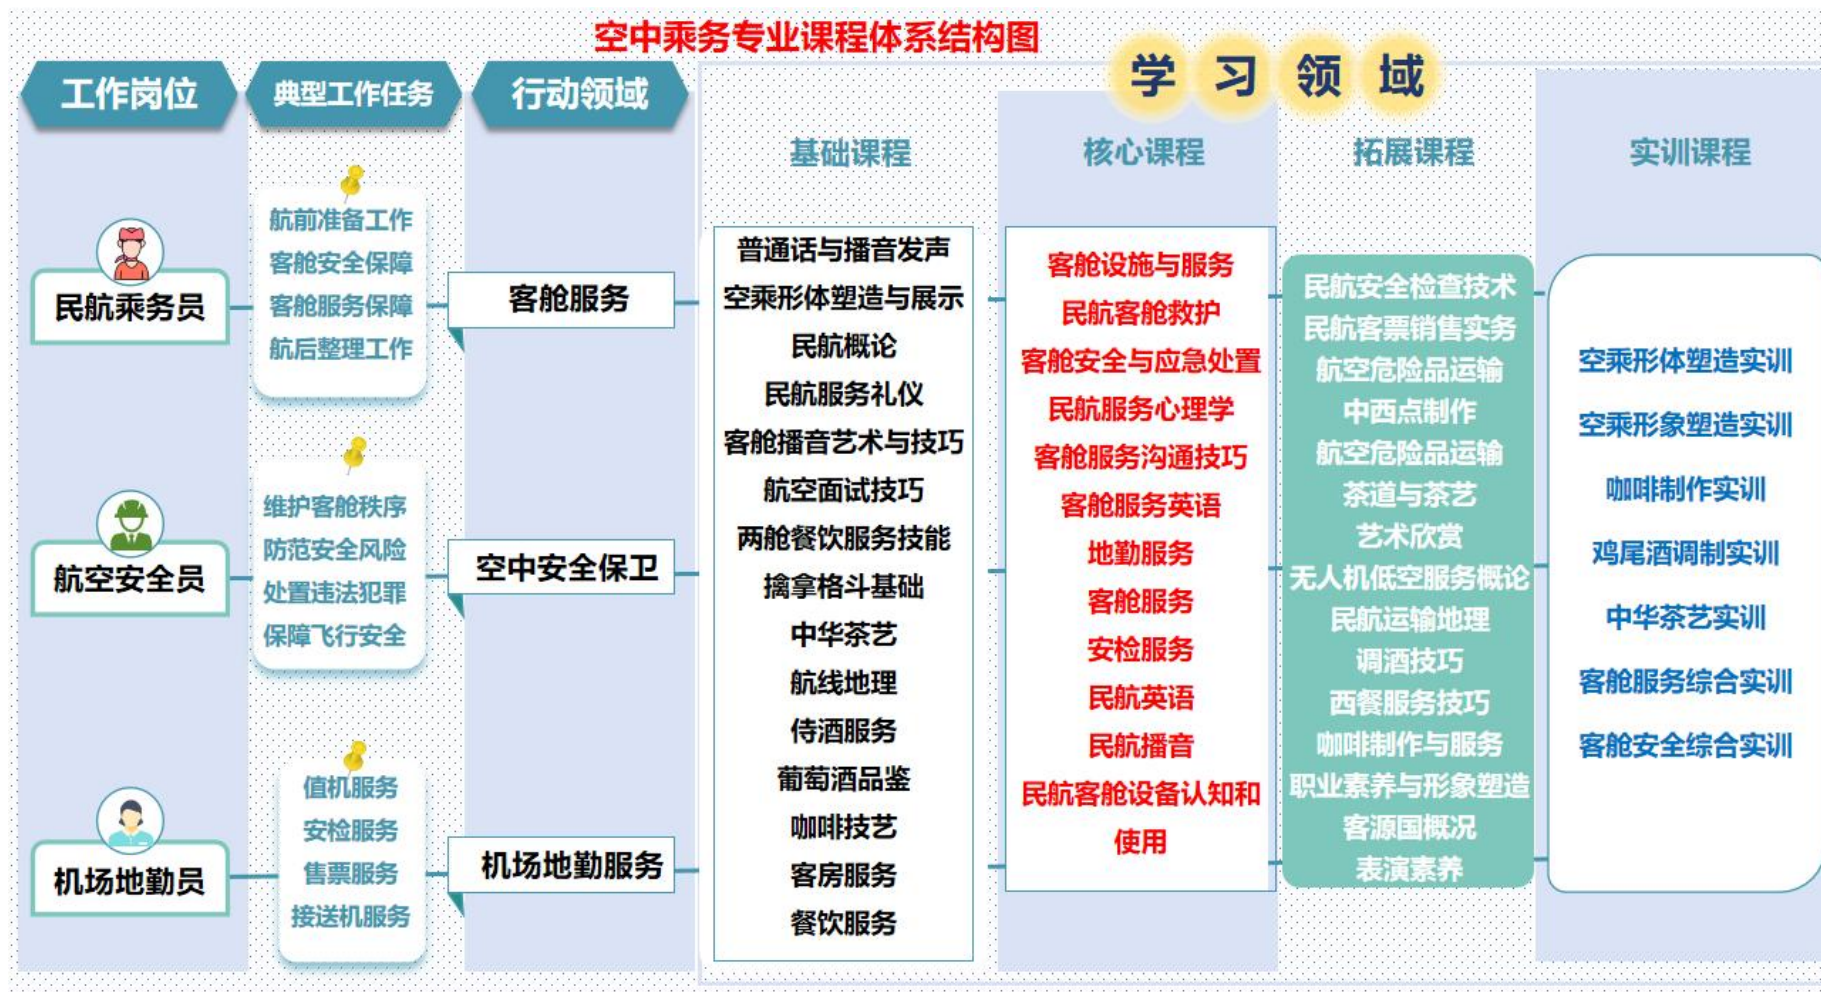 空中乘务专业课程体系结构图
学习领域
工作岗位
典型工作任务
行动领域
基础课程
核心课程
拓展课程
实训课程
民航乘务员
航前准备工作
客舱安全保障
客舱服务保障
航后整理工作
客舱服务
航空安全员
维护客舱秩序
防范安全风险
处置违法犯罪
保障飞行安全
空中安全保卫
机场地勤员
值机服务
安检服务
售票服务
接送机服务
机场地勤服务
普通话与播音发声
空乘形体塑造与展示
民航概论
民航服务礼仪
客舱播音艺术与技巧
航空面试技巧
两舱餐饮服务技能
擒拿格斗基础
中华茶艺
航线地理
侍酒服务
葡萄酒品鉴
咖啡技艺
客房服务
餐饮服务
客舱设施与服务
民航客舱救护
客舱安全与应急处置
民航服务心理学
客舱服务沟通技巧
客舱服务英语
地勤服务
客舱服务
安检服务
民航英语
民航播音
民航客舱设备认知和
使用
民航安全检查技术
民航客票销售实务
航空危险品运输
中西点制作
航空危险品运输
茶道与茶艺
艺术欣赏
无人机低空服务概论
民航运输地理
调酒技巧
西餐服务技巧
咖啡制作与服务
职业素养与形象塑造
客源国概况
表演素养
空乘形体塑造实训
空乘形象塑造实训
咖啡制作实训
鸡尾酒调制实训
中华茶艺实训
客舱服务综合实训
客舱安全综合实训